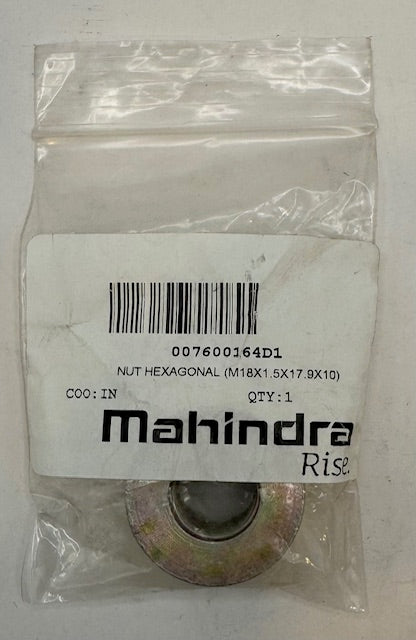 007600164D1
NUT HEXAGONAL (M18X1.5X17.9X10)
COO:IN QTY:1
Mahindra
Rise.